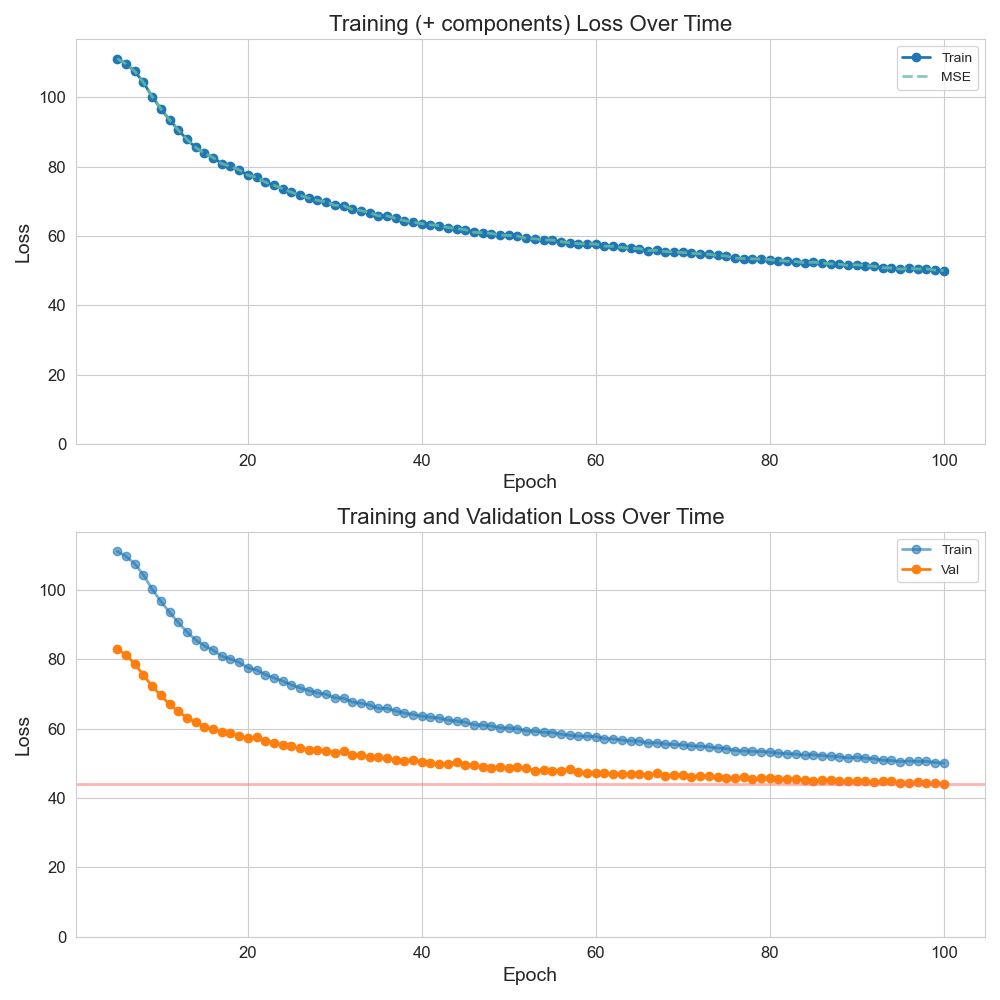 Training (+ components) Loss Over Time
Train
MSE
100
80
60
40
20
0
Loss
20 40 60 80 100
Epoch
Training and Validation Loss Over Time
Train
Val
100
80
60
40
20
0
Loss
20 40 60 80 100
Epoch